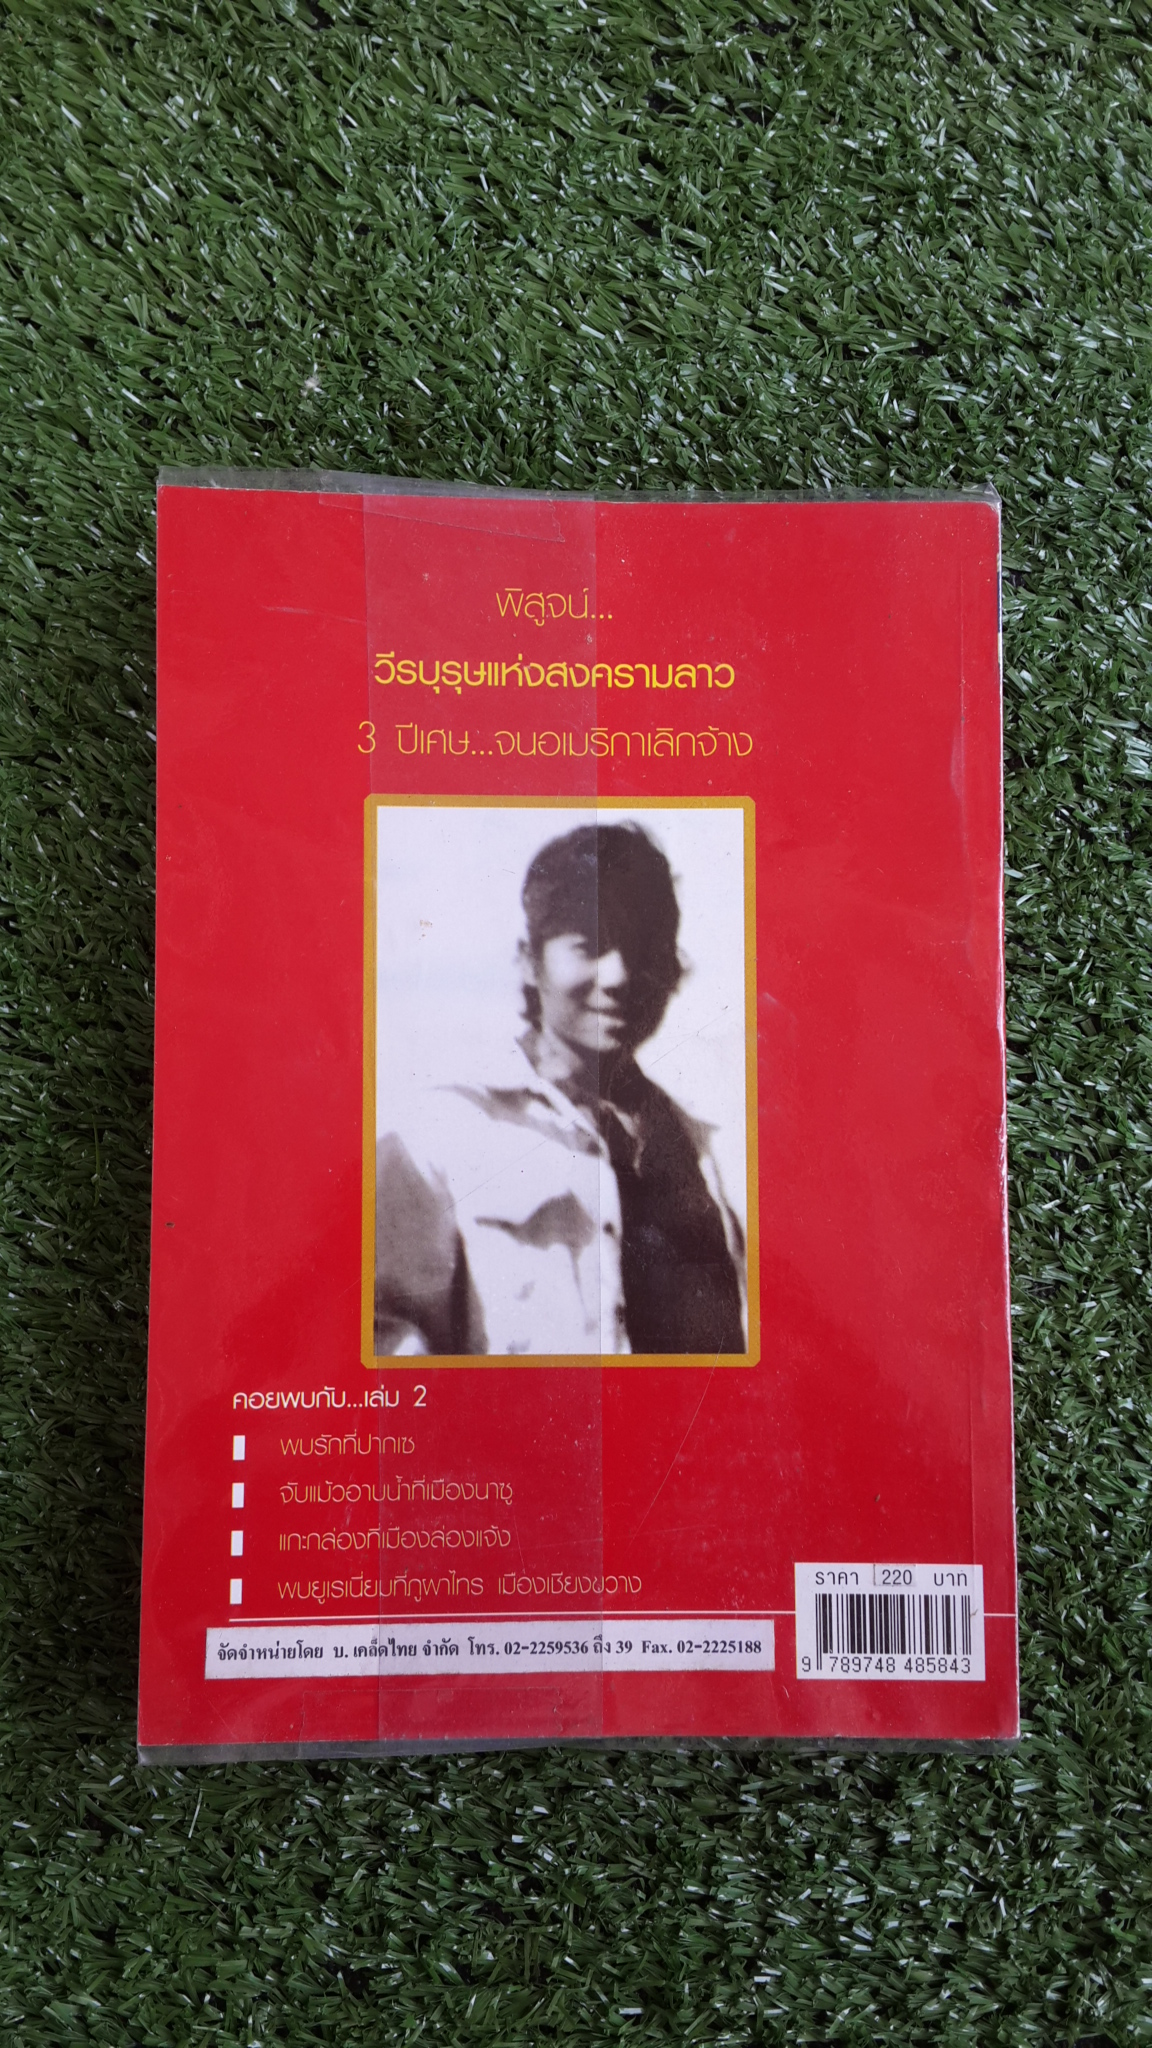 พิสูจน์...
วีรบุรุษแห่งสงครามลาว
3 ปีเศษ...จนอเมริกาเลิกจ้าง
คอยพบกับ...เล่ม 2
พบรักที่ปากเซ
จับแม้วอาบน้ำที่เมืองนาซู
แกะกล่องที่เมืองล่องแจ้ง
พบยูเรเนียมที่ภูผาไทร เมืองเชียงขวาง
ราคา 220 บาท
จัดจำหน่ายโดย บ. เคล็ดไทย จำกัด โทร. 02-2259536 ถึง 39 Fax. 02-2225188
9 789748 485843